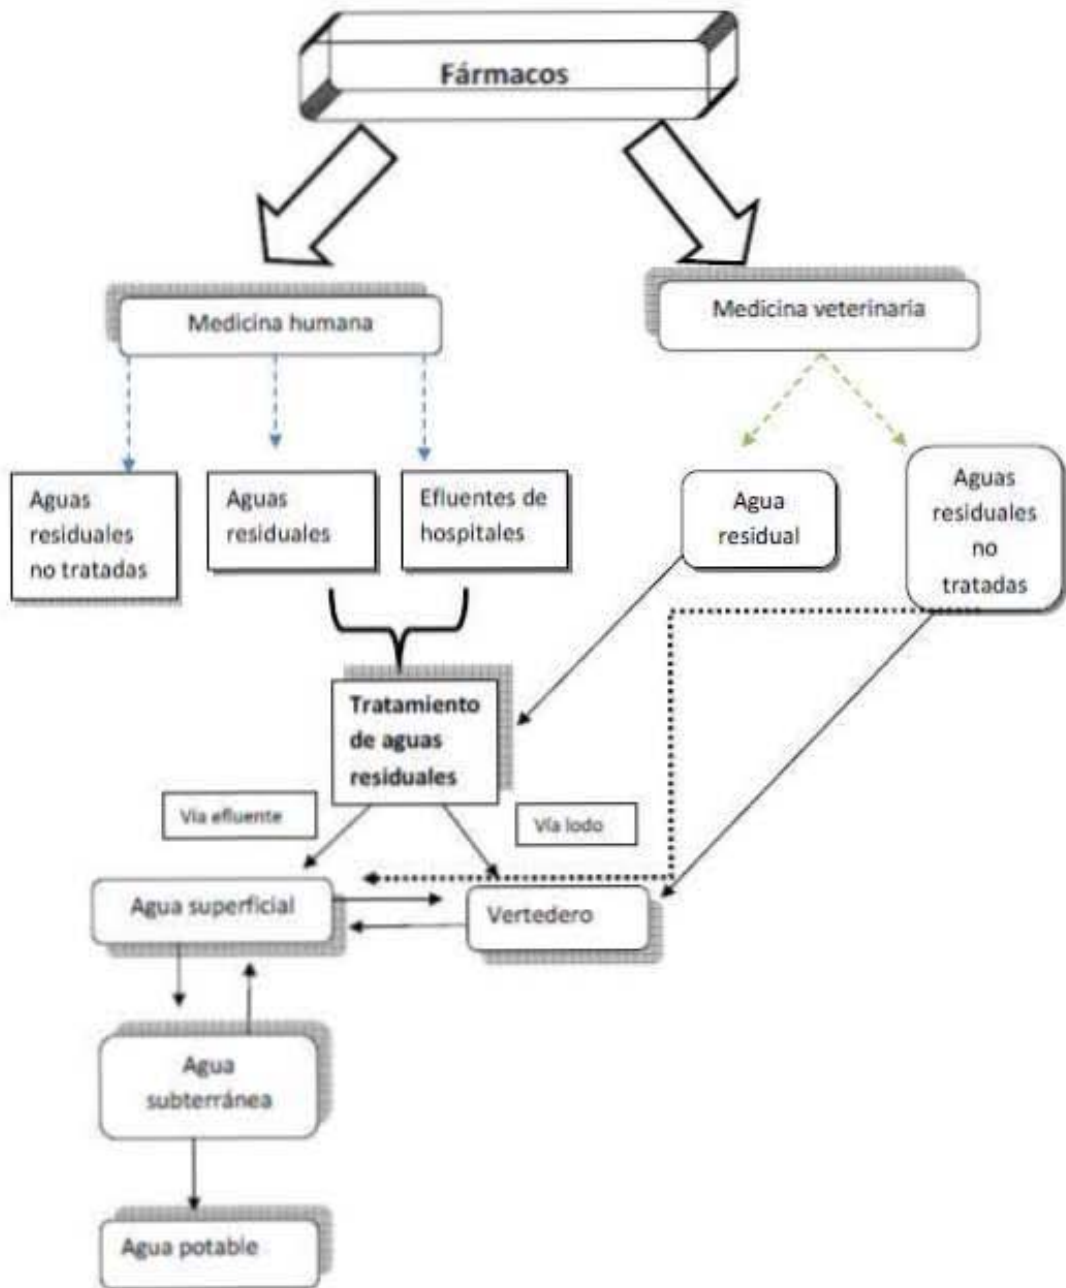 Fármacos
Medicina humana
Medicina veterinaria
Aguas
residuales
no tratadas
Aguas
residuales
Efluentes de
hospitales
Agua
residual
Aguas
residuales
no
tratadas
Tratamiento
de aguas
residuales
Vía efluente
Vía lodo
Agua superficial
Vertedero
Agua
subterránea
Agua potable